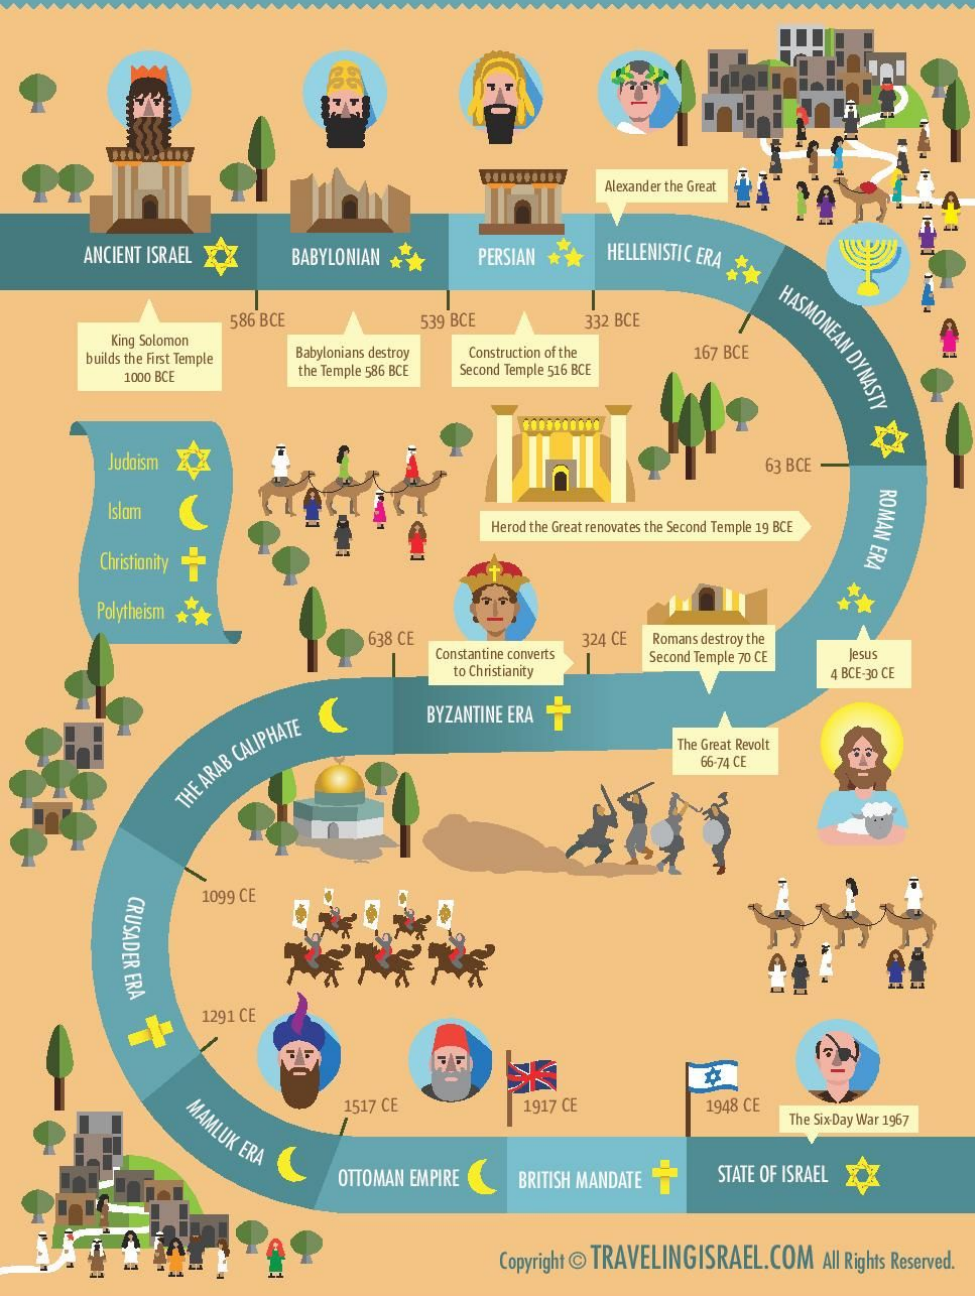 Alexander the Great
ANCIENT ISRAEL
BABYLONIAN
PERSIAN
HELLENISTIC ERA
HASMONEAN DYNASTY
586 BCE
539 BCE
332 BCE
167 BCE
King Solomon
builds the First Temple
1000 BCE
Babylonians destroy
the Temple 586 BCE
Construction of the
Second Temple 516 BCE
Judaism
Islam
Christianity
Polytheism
63 BCE
ROMAN ERA
Herod the Great renovates the Second Temple 19 BCE
638 CE
Constantine converts
to Christianity
324 CE
Romans destroy the
Second Temple 70 CE
Jesus
4 BCE-30 CE
THE ARAB CALIPHATE
BYZANTINE ERA
The Great Revolt
66-74 CE
1099 CE
CRUSADER ERA
1291 CE
MAMLUK ERA
1517 CE
1917 CE
1948 CE
The Six-Day War 1967
OTTOMAN EMPIRE
BRITISH MANDATE
STATE OF ISRAEL
Copyright © TRAVELINGISRAEL.COM All Rights Reserved.